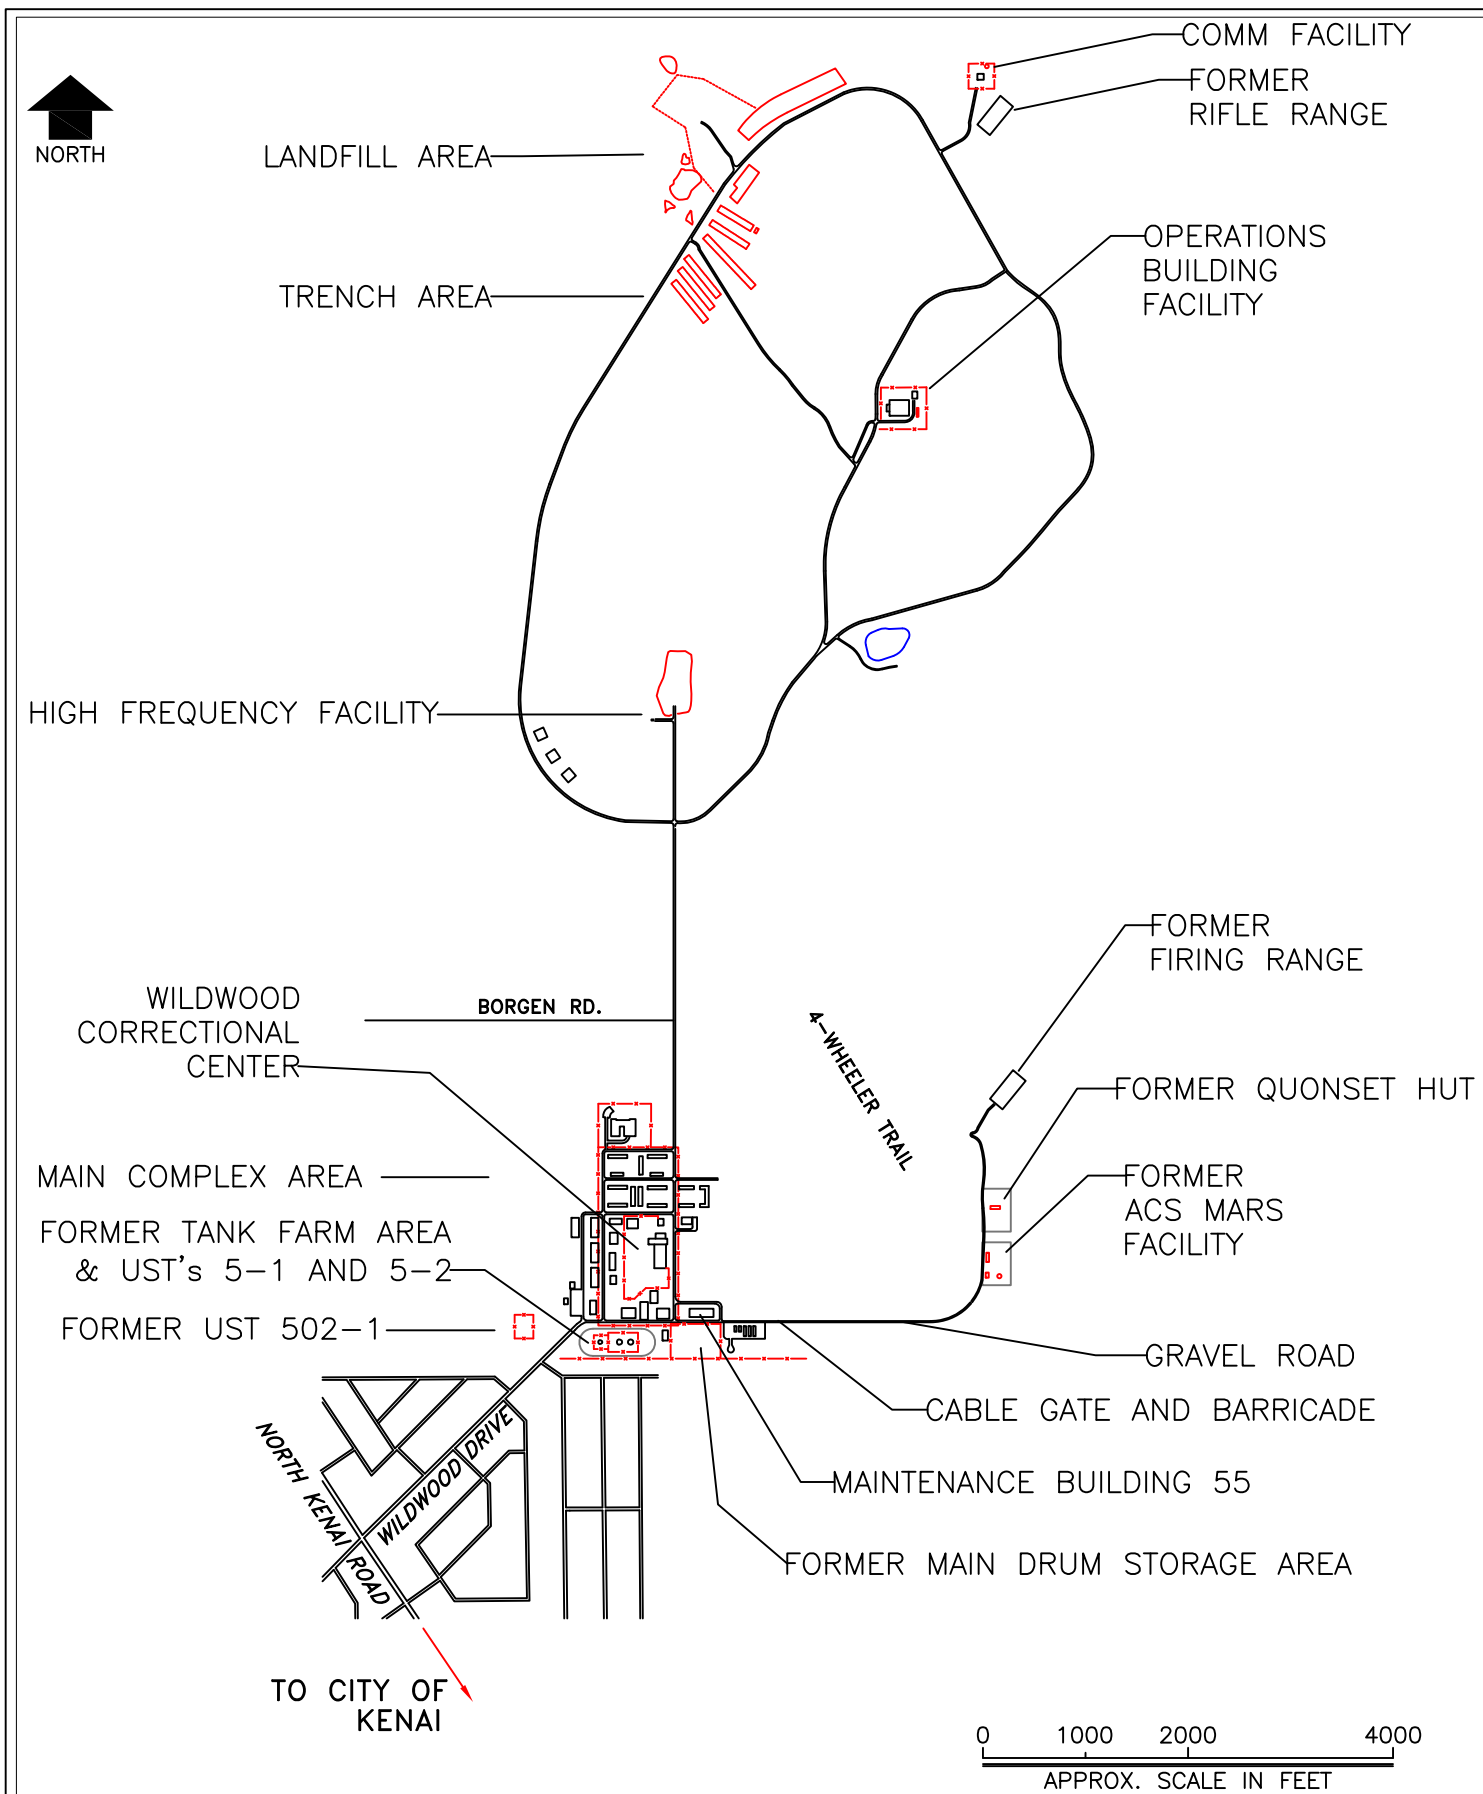 COMM FACILITY
FORMER
RIFLE RANGE
NORTH
LANDFILL AREA
OPERATIONS
BUILDING
FACILITY
TRENCH AREA
HIGH FREQUENCY FACILITY
FORMER
FIRING RANGE
WILDWOOD
CORRECTIONAL
CENTER
BORGEN RD.
4-WHEELER TRAIL
FORMER QUONSET HUT
MAIN COMPLEX AREA
FORMER
ACS MARS
FACILITY
FORMER TANK FARM AREA
& UST's 5-1 AND 5-2
FORMER UST 502-1
GRAVEL ROAD
CABLE GATE AND BARRICADE
WILDWOOD DRIVE
NORTH KENAI ROAD
MAINTENANCE BUILDING 55
FORMER MAIN DRUM STORAGE AREA
TO CITY OF
KENAI
0 1000 2000 4000
APPROX. SCALE IN FEET